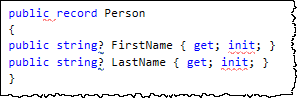 public record Person
{
public string? FirstName { get; init; }
public string? LastName { get; init; }
}